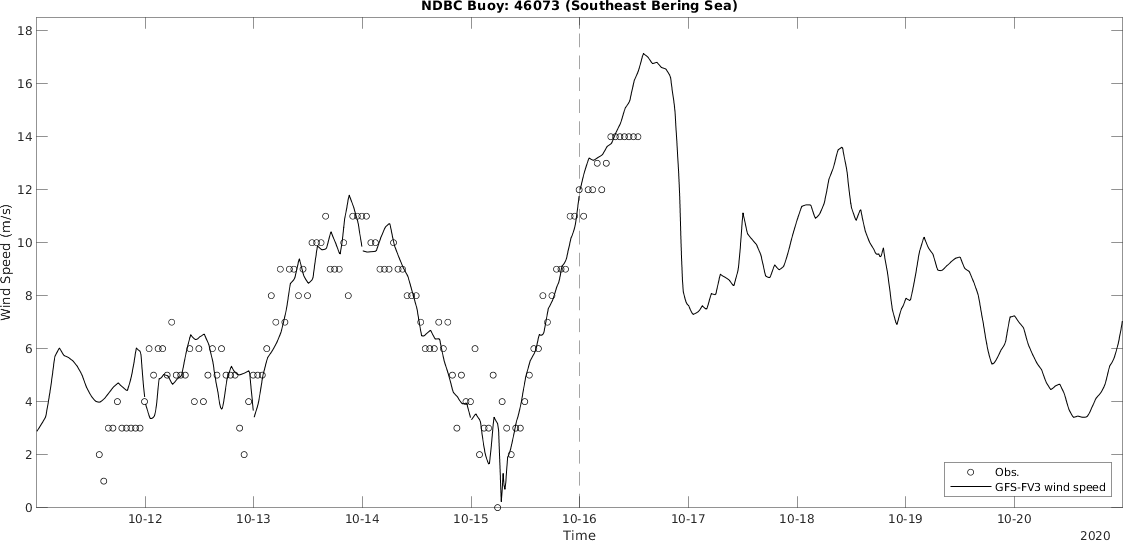 NDBC Buoy: 46073 (Southeast Bering Sea)
18
16
14
12
10
8
6
4
2
0
Wind Speed (m/s)
10-12 10-13 10-14 10-15 10-16 10-17 10-18 10-19 10-20
Time
2020
Obs.
GFS-FV3 wind speed